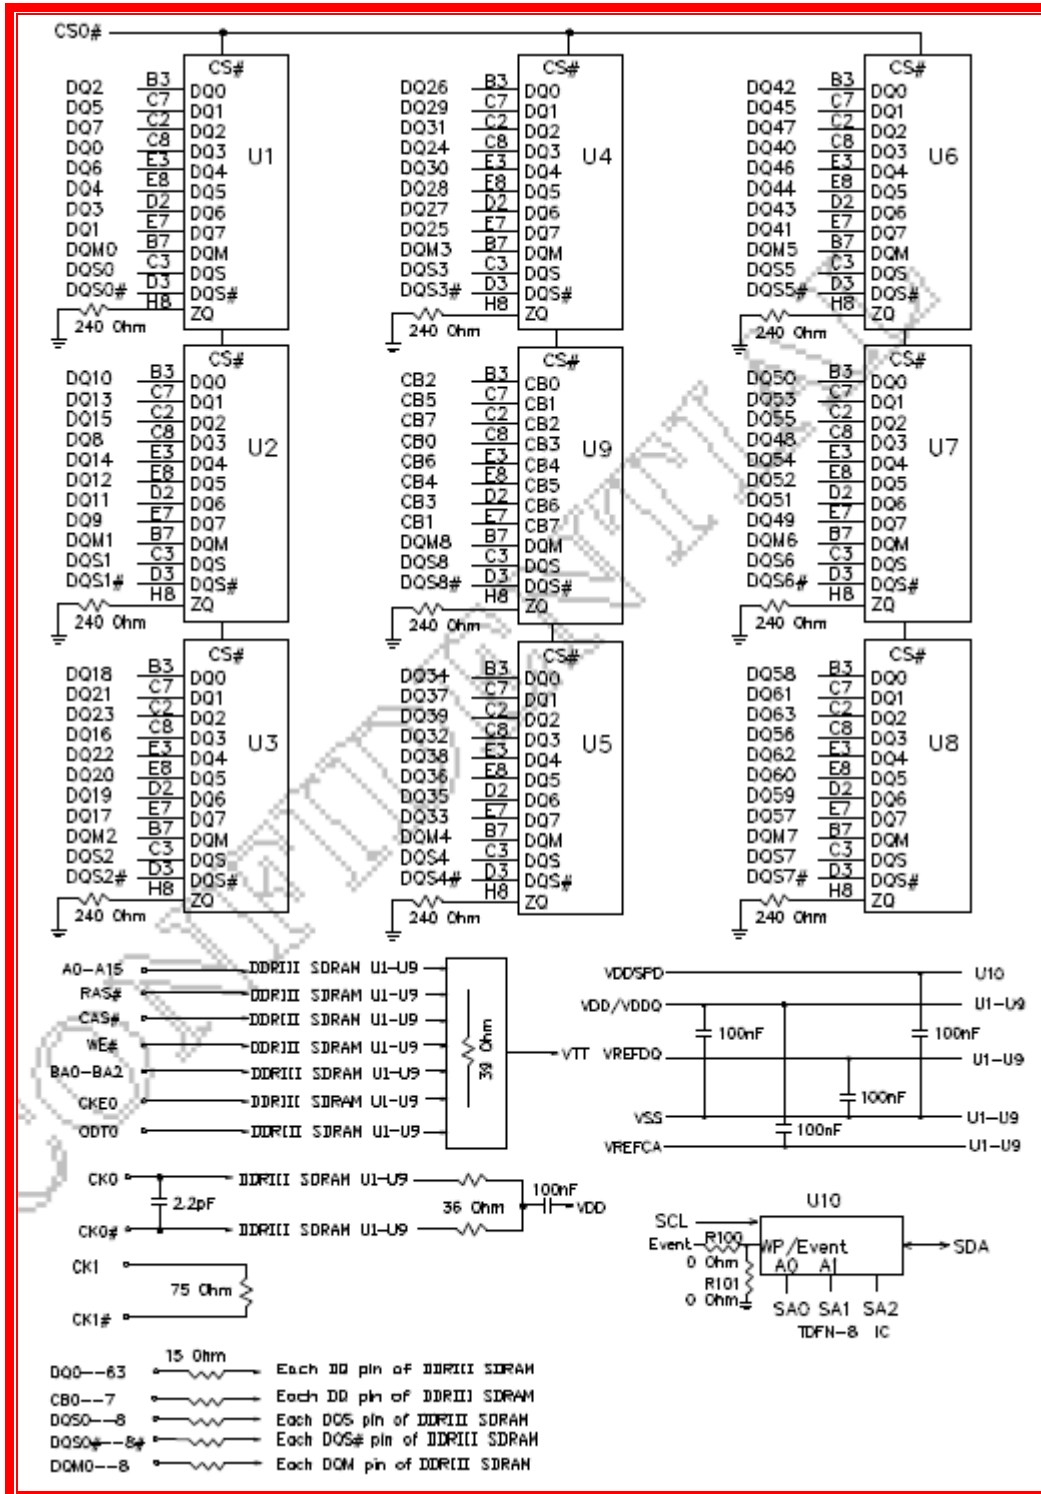 CS0#
CS#
DQ2 B3 DQ0
DQ5 C7 DQ1
DQ7 C2 DQ2
DQ0 C8 DQ3 U1
DQ6 E3 DQ4
DQ4 E8 DQ5
DQ3 D2 DQ6
DQ1 E7 DQ7
DQM0 B7 DQM
DQS0 C3 DQS
DQS0# D3 DQS#
H8 ZQ
240 Ohm
CS#
DQ26 B3 DQ0
DQ29 C7 DQ1
DQ31 C2 DQ2
DQ24 C8 DQ3 U4
DQ30 E3 DQ4
DQ28 E8 DQ5
DQ27 D2 DQ6
DQ25 E7 DQ7
DQM3 B7 DQM
DQS3 C3 DQS
DQS3# D3 DQS#
H8 ZQ
240 Ohm
CS#
DQ42 B3 DQ0
DQ45 C7 DQ1
DQ47 C2 DQ2
DQ40 C8 DQ3 U6
DQ46 E3 DQ4
DQ44 E8 DQ5
DQ43 D2 DQ6
DQ41 E7 DQ7
DQM5 B7 DQM
DQS5 C3 DQS
DQS5# D3 DQS#
H8 ZQ
240 Ohm
CS#
DQ10 B3 DQ0
DQ13 C7 DQ1
DQ15 C2 DQ2
DQ8 C8 DQ3 U2
DQ14 E3 DQ4
DQ12 E8 DQ5
DQ11 D2 DQ6
DQ9 E7 DQ7
DQM1 B7 DQM
DQS1 C3 DQS
DQS1# D3 DQS#
H8 ZQ
240 Ohm
CS#
CB2 B3 CB0
CB5 C7 CB1
CB7 C2 CB2
CB0 C8 CB3 U9
CB6 E3 CB4
CB4 E8 CB5
CB3 D2 CB6
CB1 E7 CB7
DQM8 B7 DQM
DQS8 C3 DQS
DQS8# D3 DQS#
H8 ZQ
240 Ohm
CS#
DQ50 B3 DQ0
DQ53 C7 DQ1
DQ55 C2 DQ2
DQ48 C8 DQ3 U7
DQ54 E3 DQ4
DQ52 E8 DQ5
DQ51 D2 DQ6
DQ49 E7 DQ7
DQM6 B7 DQM
DQS6 C3 DQS
DQS6# D3 DQS#
H8 ZQ
240 Ohm
CS#
DQ18 B3 DQ0
DQ21 C7 DQ1
DQ23 C2 DQ2
DQ16 C8 DQ3 U3
DQ22 E3 DQ4
DQ20 E8 DQ5
DQ19 D2 DQ6
DQ17 E7 DQ7
DQM2 B7 DQM
DQS2 C3 DQS
DQS2# D3 DQS#
H8 ZQ
240 Ohm
CS#
DQ34 B3 DQ0
DQ37 C7 DQ1
DQ39 C2 DQ2
DQ32 C8 DQ3 U5
DQ38 E3 DQ4
DQ36 E8 DQ5
DQ35 D2 DQ6
DQ33 E7 DQ7
DQM4 B7 DQM
DQS4 C3 DQS
DQS4# D3 DQS#
H8 ZQ
240 Ohm
CS#
DQ58 B3 DQ0
DQ61 C7 DQ1
DQ63 C2 DQ2
DQ56 C8 DQ3 U8
DQ62 E3 DQ4
DQ60 E8 DQ5
DQ59 D2 DQ6
DQ57 E7 DQ7
DQM7 B7 DQM
DQS7 C3 DQS
DQS7# D3 DQS#
H8 ZQ
240 Ohm
CONFIDENTIAL
A0-A15 DDRIII SDRAM U1-U9
RAS# DDRIII SDRAM U1-U9
CAS# DDRIII SDRAM U1-U9
WE# DDRIII SDRAM U1-U9
BA0-BA2 DDRIII SDRAM U1-U9
CKE0 DDRIII SDRAM U1-U9
ODT0 DDRIII SDRAM U1-U9
39 Ohm
VTT
VDDSPD U10
VDD/VDDQ U1-U9
100nF 100nF
VREFDQ U1-U9
100nF
VSS U1-U9
100nF
VREFCA U1-U9
CK0 DDRIII SDRAM U1-U9
2.2pF 36 Ohm 100nF VDD
CK0# DDRIII SDRAM U1-U9
CK1
75 Ohm
CK1#
U10
SCL
Event R100 WP/Event SDA
0 Ohm A0 A1
R101
0 Ohm
SA0 SA1 SA2
TDFN-8 IC
15 Ohm
DQ0--63 Each DQ pin of DDRIII SDRAM
CB0--7 Each DQ pin of DDRIII SDRAM
DQS0--8 Each DQS pin of DDRIII SDRAM
DQS0#--8# Each DQS# pin of DDRIII SDRAM
DQM0--8 Each DQM pin of DDRIII SDRAM